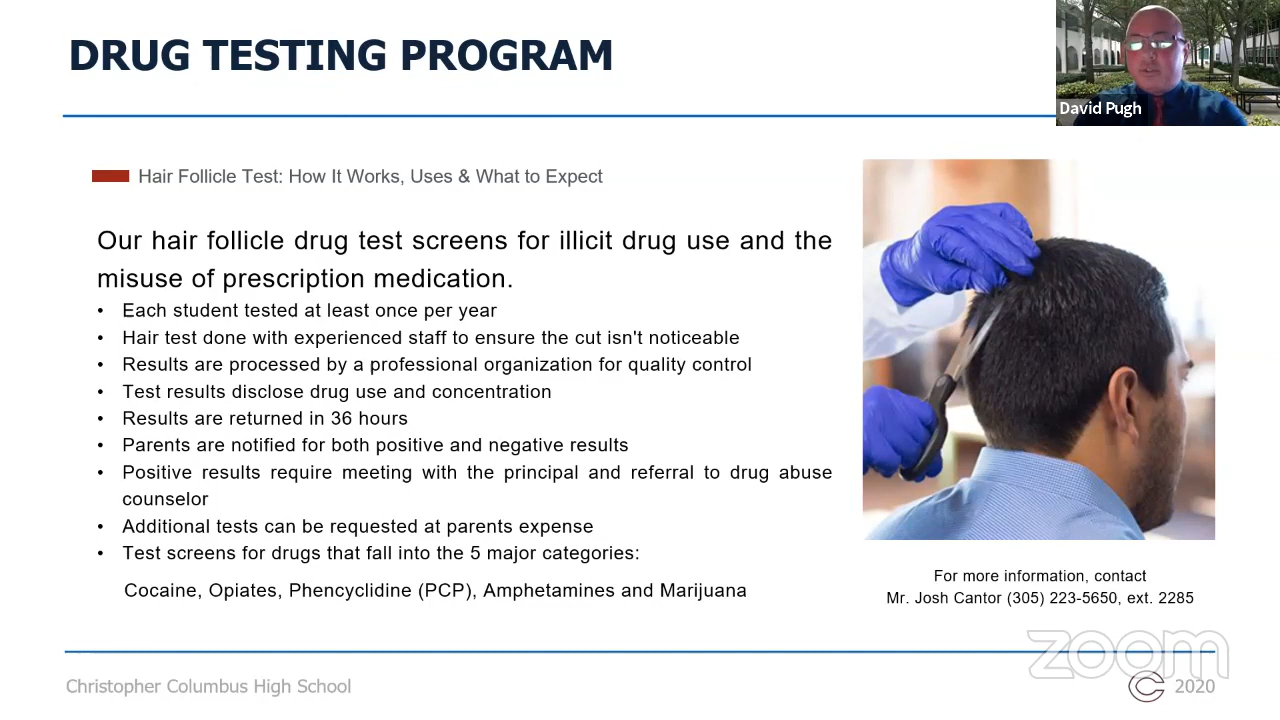 DRUG TESTING PROGRAM
David Pugh
Hair Follicle Test: How It Works, Uses & What to Expect
Our hair follicle drug test screens for illicit drug use and the
misuse of prescription medication.
• Each student tested at least once per year
• Hair test done with experienced staff to ensure the cut isn't noticeable
• Results are processed by a professional organization for quality control
• Test results disclose drug use and concentration
• Results are returned in 36 hours
• Parents are notified for both positive and negative results
• Positive results require meeting with the principal and referral to drug abuse
counselor
• Additional tests can be requested at parents expense
• Test screens for drugs that fall into the 5 major categories:
Cocaine, Opiates, Phencyclidine (PCP), Amphetamines and Marijuana
For more information, contact
Mr. Josh Cantor (305) 223-5650, ext. 2285
zoom
Christopher Columbus High School
C 2020